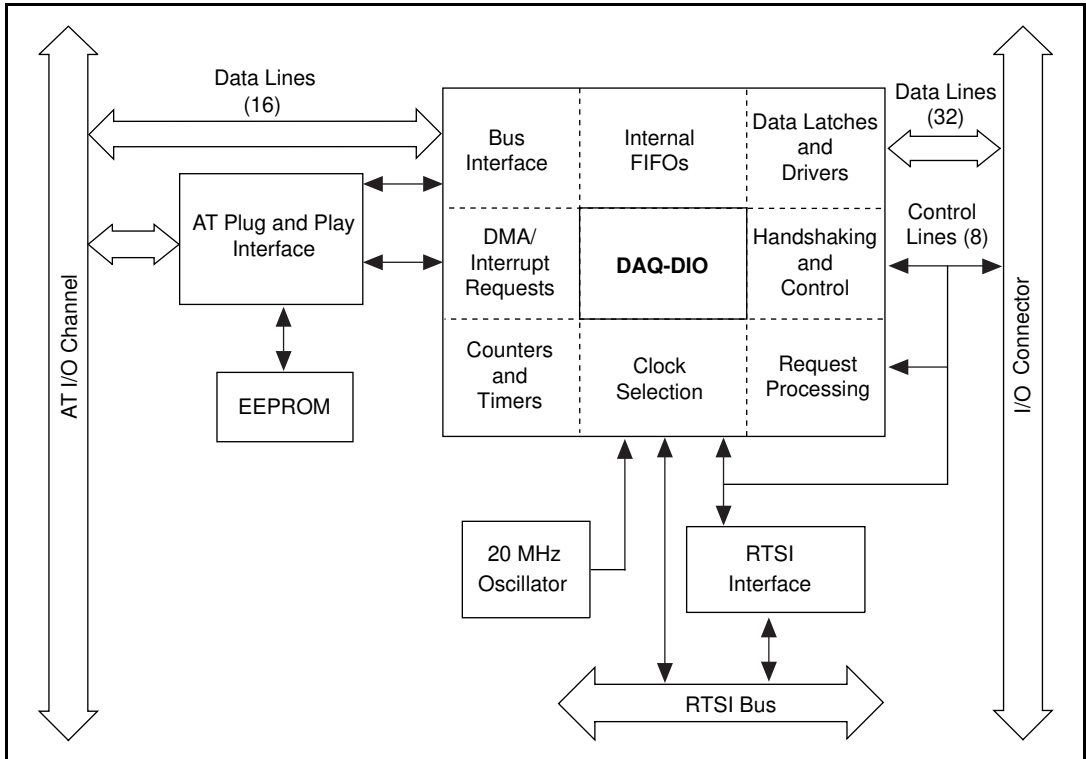 Data Lines
(16)
Data Lines
(32)
Bus
Interface
Internal
FIFOs
Data Latches
and
Drivers
AT Plug and Play
Interface
DMA/
Interrupt
Requests
DAQ-DIO
Handshaking
and
Control
Control
Lines (8)
AT I/O Channel
I/O Connector
EEPROM
Counters
and
Timers
Clock
Selection
Request
Processing
20 MHz
Oscillator
RTSI
Interface
RTSI Bus